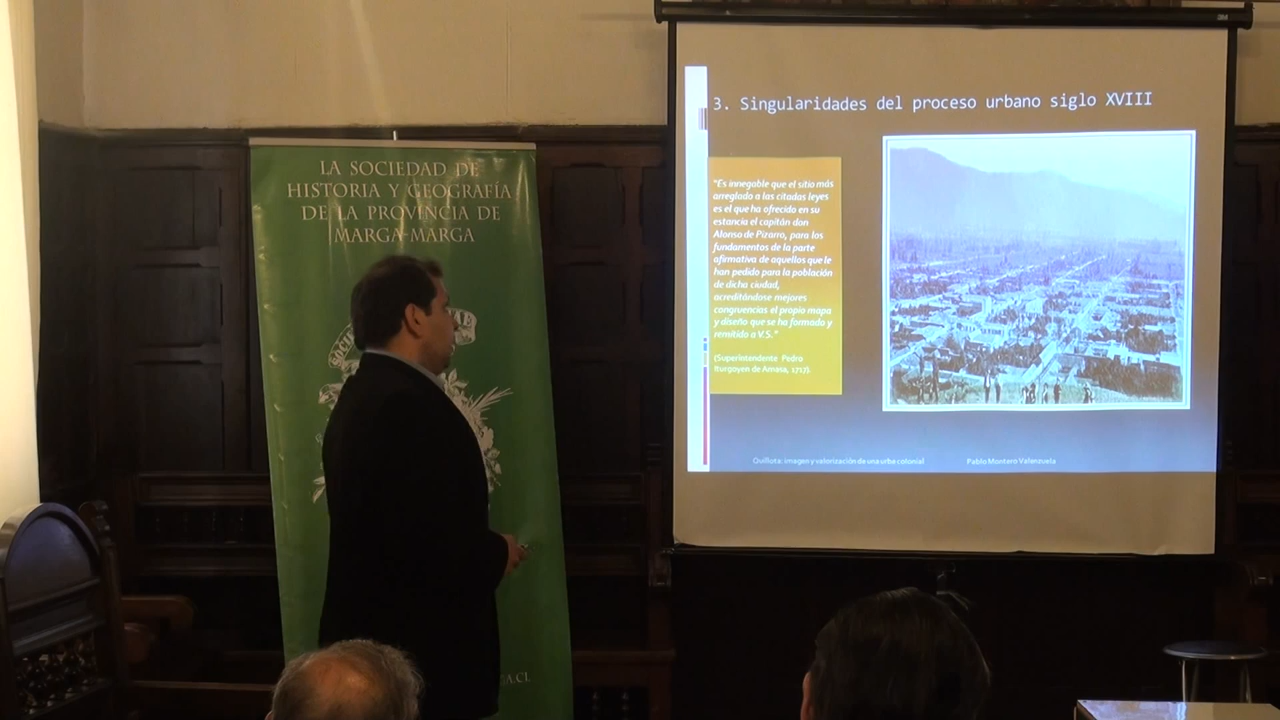 LA SOCIEDAD DE
HISTORIA Y GEOGRAFÍA
DE LA PROVINCIA DE
MARGA-MARGA
3. Singularidades del proceso urbano siglo XVIII
"Es innegable que el sitio más
arreglado a las citadas leyes
es el que ha ofrecido en su
estancia el capitán don
Alonso de Pizarro, para los
fundamentos de la parte
afirmativa de aquellos que le
han pedido para la población
de dicha ciudad,
acreditándose mejores
congruencias el propio mapa
y diseño que se ha formado y
remitido a V.S."
(Superintendente Pedro
Iturgoyen de Amasa, 1717).
Quillota: imagen y valorización de una urbe colonial
Pablo Montero Valenzuela
3M